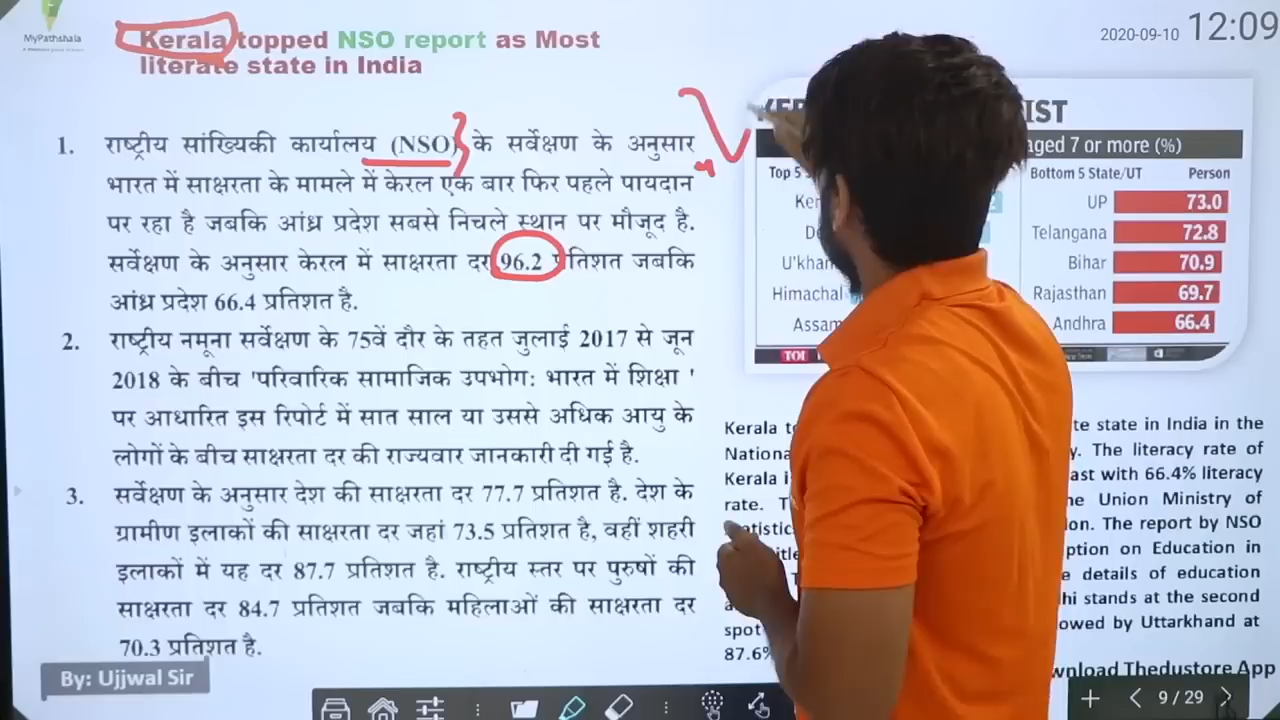 MyPathshala
Kerala topped NSO report as Most
literate state in India
2020-09-10 12:09
1. राष्ट्रीय सांख्यिकी कार्यालय (NSO) के सर्वेक्षण के अनुसार
भारत में साक्षरता के मामले में केरल एक बार फिर पहले पायदान
पर रहा है जबकि आंध्र प्रदेश सबसे निचले स्थान पर मौजूद है.
सर्वेक्षण के अनुसार केरल में साक्षरता दर 96.2 प्रतिशत जबकि
आंध्र प्रदेश 66.4 प्रतिशत है.
2. राष्ट्रीय नमूना सर्वेक्षण के 75वें दौर के तहत जुलाई 2017 से जून
2018 के बीच 'परिवारिक सामाजिक उपभोग: भारत में शिक्षा '
पर आधारित इस रिपोर्ट में सात साल या उससे अधिक आयु के
लोगों के बीच साक्षरता दर की राज्यवार जानकारी दी गई है.
3. सर्वेक्षण के अनुसार देश की साक्षरता दर 77.7 प्रतिशत है. देश के
ग्रामीण इलाकों की साक्षरता दर जहां 73.5 प्रतिशत है, वहीं शहरी
इलाकों में यह दर 87.7 प्रतिशत है. राष्ट्रीय स्तर पर पुरुषों की
साक्षरता दर 84.7 प्रतिशत जबकि महिलाओं की साक्षरता दर
70.3 प्रतिशत है.
By: Ujjwal Sir
IST
aged 7 or more (%)
Top 5
Bottom 5 State/UT Person
UP 73.0
Telangana 72.8
Bihar 70.9
Himachal Rajasthan 69.7
Assam Andhra 66.4
TOI
Kerala te state in India in the
y. The literacy rate of
Kerala with 66.4% literacy
rate. Union Ministry of
The report by NSO
on Education in
details of education
stands at the second
spot by Uttarkhand at
87.6%
Thedustore App
9 / 29